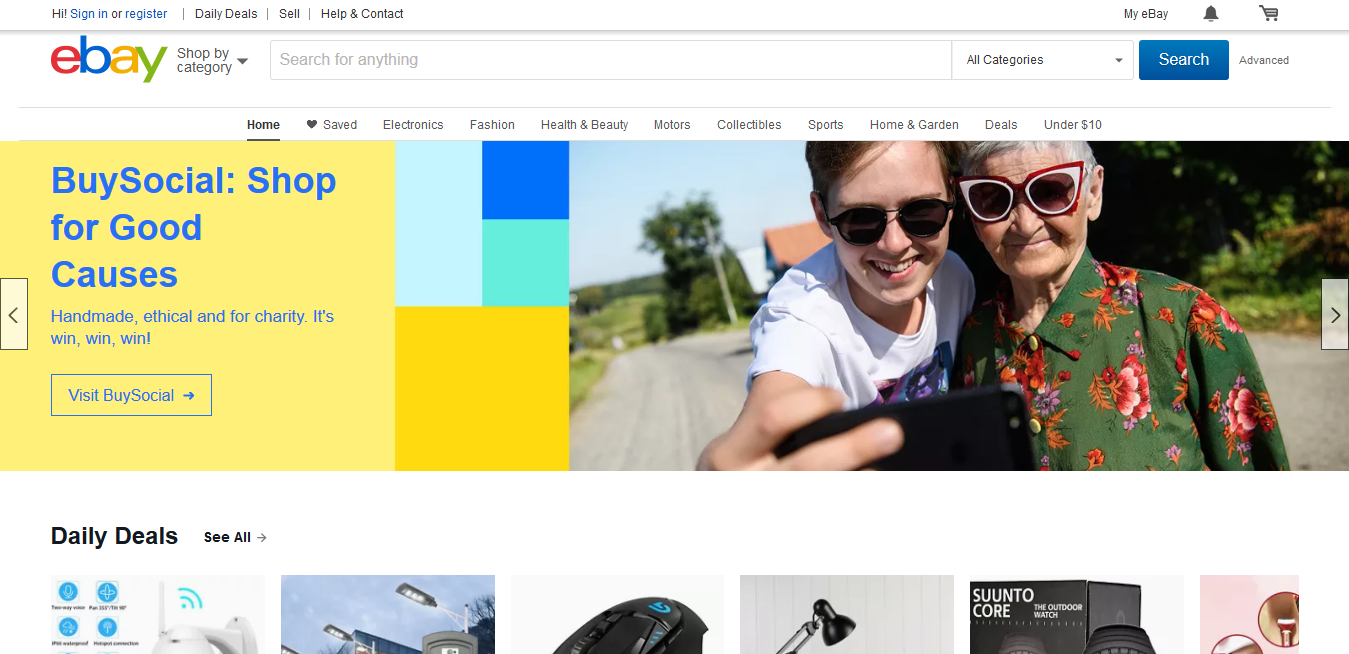 Hi! Sign in or register | Daily Deals | Sell | Help & Contact My eBay
ebay
Shop by
category
Search for anything
All Categories
Search
Advanced
Home Saved Electronics Fashion Health & Beauty Motors Collectibles Sports Home & Garden Deals Under $10
BuySocial: Shop
for Good
Causes
Handmade, ethical and for charity. It's
win, win, win!
Visit BuySocial →
Daily Deals See All →
Two-way voice Pan 355°/Tilt 90°
IP66 waterproof Hotspot connection
SUUNTO
CORE THE OUTDOOR
WATCH